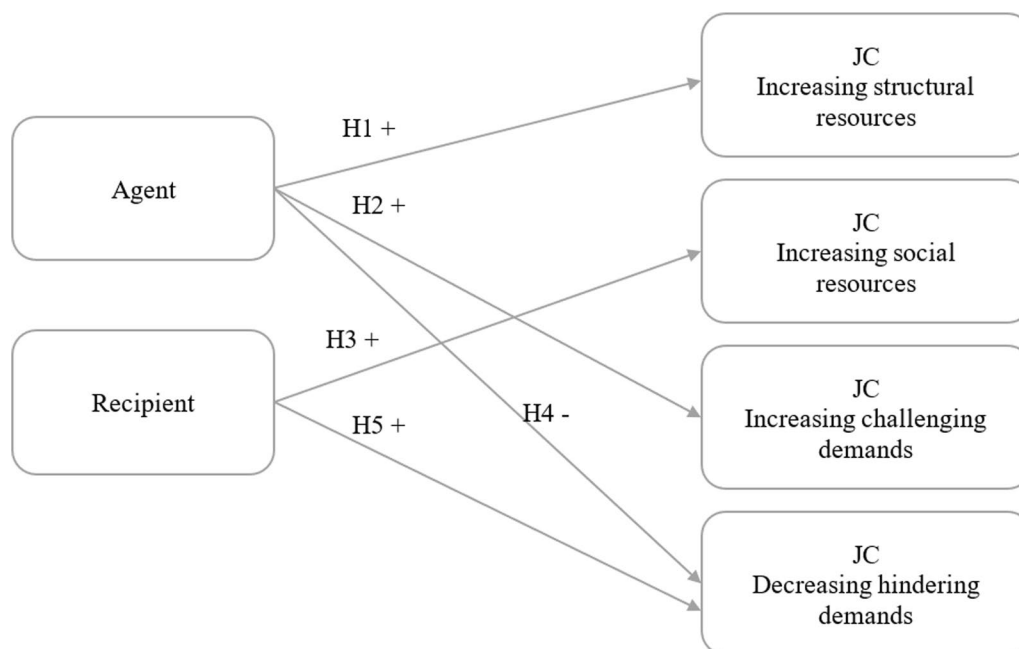 Agent
Recipient
H1 +
H2 +
H3 +
H4 -
H5 +
JC
Increasing structural
resources
JC
Increasing social
resources
JC
Increasing challenging
demands
JC
Decreasing hindering
demands